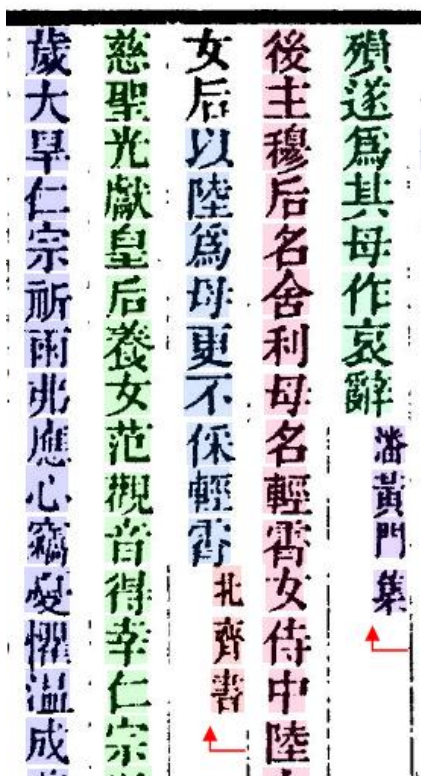 殞遂爲其母作哀辭潘黃門集
後主穆后名舍利母名輕霄女侍中陸
女后以陸爲母更不保輕霄北齊書
慈聖光獻皇后養女范觀音得幸仁宗
歲大旱仁宗祈雨弗應心竊憂懼溫成